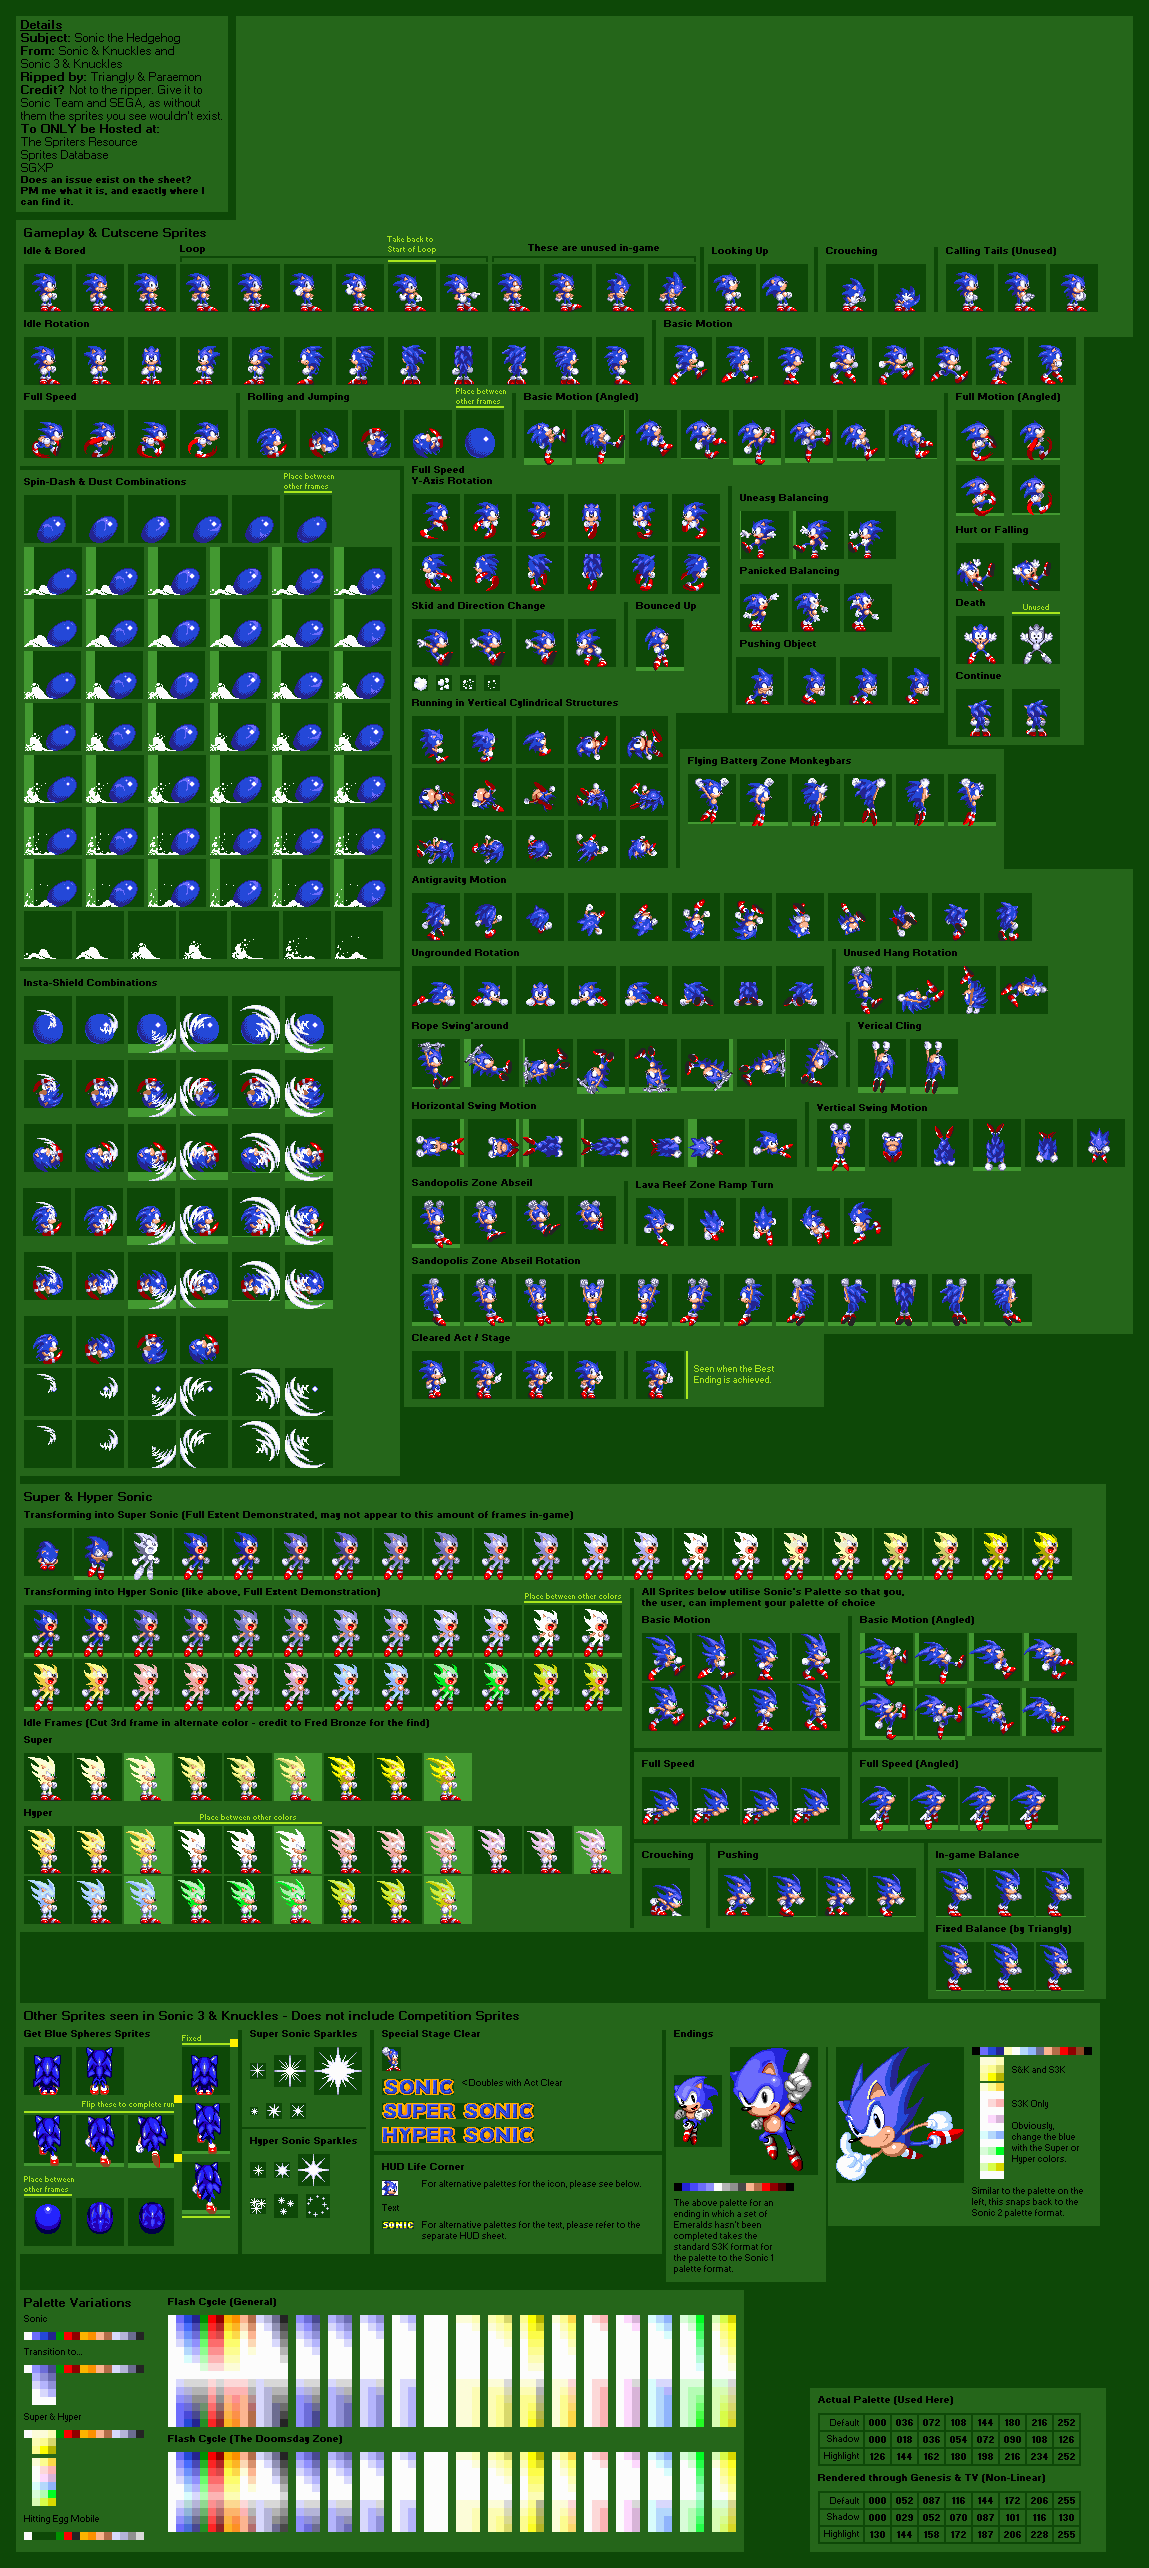 Details
Subject: Sonic the Hedgehog
From: Sonic & Knuckles and
Sonic 3 & Knuckles
Ripped by: Triangly & Paraemon
Credit? Not to the ripper. Give it to
Sonic Team and SEGA, as without
them the sprites you see wouldn't exist.
To ONLY be Hosted at:
The Spriters Resource
Sprites Database
SGXP
Does an issue exist on the sheet?
PM me what it is, and exactly where I
can find it.
Gameplay & Cutscene Sprites
Idle & Bored
Loop
Take back to
Start of Loop
These are unused in-game
Looking Up
Crouching
Calling Tails (Unused)
Idle Rotation
Basic Motion
Full Speed
Rolling and Jumping
Place between
other frames
Basic Motion (Angled)
Full Motion (Angled)
Spin-Dash & Dust Combinations
Place between
other frames
Full Speed
Y-Axis Rotation
Uneasy Balancing
Hurt or Falling
Panicked Balancing
Skid and Direction Change
Bounced Up
Death
Unused
Pushing Object
Continue
Running in Vertical Cylindrical Structures
Flying Battery Zone Monkeybars
Antigravity Motion
Ungrounded Rotation
Unused Hang Rotation
Insta-Shield Combinations
Rope Swing'around
Verical Cling
Horizontal Swing Motion
Vertical Swing Motion
Sandopolis Zone Abseil
Lava Reef Zone Ramp Turn
Sandopolis Zone Abseil Rotation
Cleared Act / Stage
Seen when the Best
Ending is achieved.
Super & Hyper Sonic
Transforming into Super Sonic (Full Extent Demonstrated, may not appear to this amount of frames in-game)
Transforming into Hyper Sonic (like above, Full Extent Demonstration)
Place between other colors
All Sprites below utilise Sonic's Palette so that you,
the user, can implement your palette of choice
Basic Motion
Basic Motion (Angled)
Idle Frames (Cut 3rd frame in alternate color - credit to Fred Bronze for the find)
Super
Full Speed
Full Speed (Angled)
Hyper
Place between other colors
Crouching
Pushing
In-game Balance
Fixed Balance (by Triangly)
Other Sprites seen in Sonic 3 & Knuckles - Does not include Competition Sprites
Get Blue Spheres Sprites
Fixed
Super Sonic Sparkles
Special Stage Clear
Endings
SONIC
< Doubles with Act Clear
SUPER SONIC
HYPER SONIC
Flip these to complete run
Place between
other frames
Hyper Sonic Sparkles
HUD Life Corner
For alternative palettes for the icon, please see below.
Text
SONIC
For alternative palettes for the text, please refer to the
separate HUD sheet.
The above palette for an
ending in which a set of
Emeralds hasn't been
completed takes the
standard S3K format for
the palette to the Sonic 1
palette format.
S&K and S3K
S3K Only
Obviously,
change the blue
with the Super or
Hyper colors.
Similar to the palette on the
left, this snaps back to the
Sonic 2 palette format.
Palette Variations
Sonic
Transition to...
Super & Hyper
Hitting Egg Mobile
Flash Cycle (General)
Flash Cycle (The Doomsday Zone)
Actual Palette (Used Here)
Default 000 036 072 108 144 180 216 252
Shadow 000 018 036 054 072 090 108 126
Highlight 126 144 162 180 198 216 234 252
Rendered through Genesis & TV (Non-Linear)
Default 000 052 087 116 144 172 206 255
Shadow 000 029 052 070 087 101 116 130
Highlight 130 144 158 172 187 206 228 255